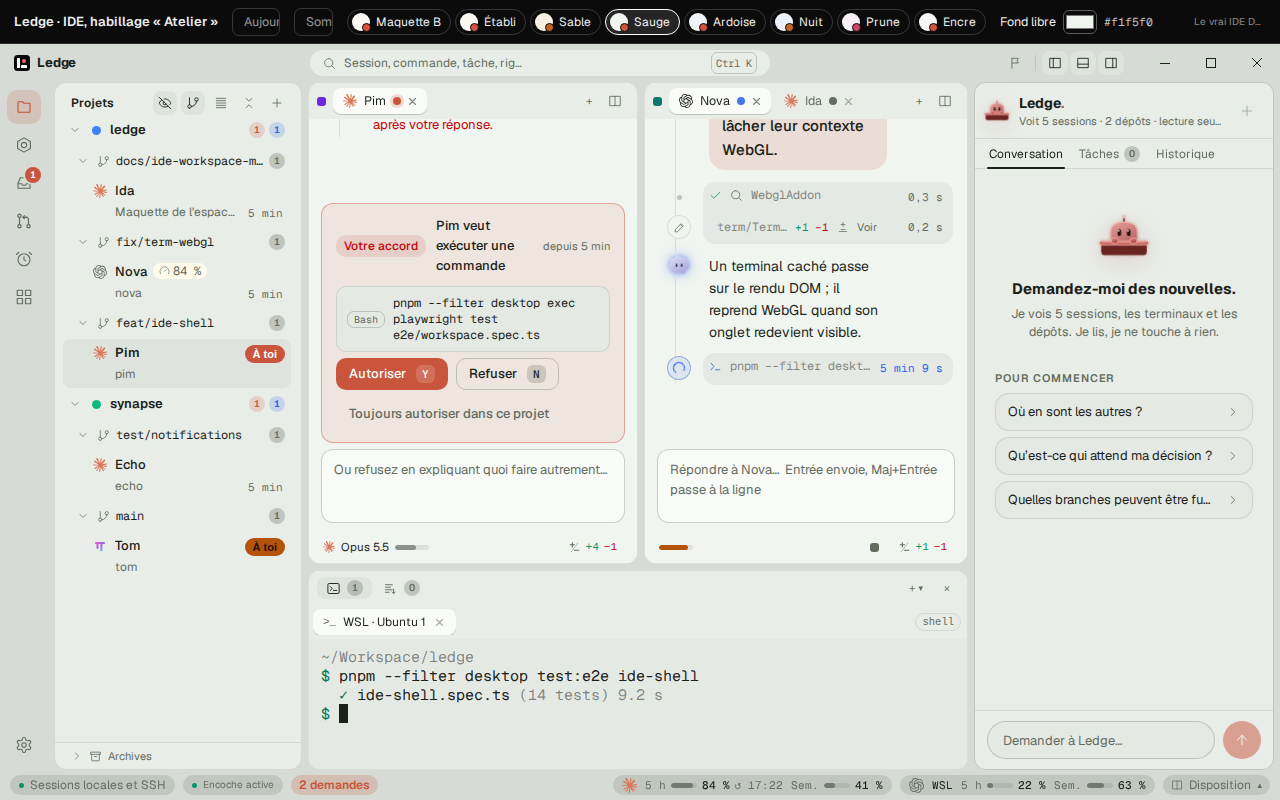 Ledge · IDE, habillage « Atelier »
Aujour
Som
Maquette B
Établi
Sable
Sauge
Ardoise
Nuit
Prune
Encre
Fond libre
#f1f5f0
Le vrai IDE D…
Ledge
Session, commande, tâche, rig…
Ctrl K
1
Projets
ledge
1
1
docs/ide-workspace-m…
1
Ida
Maquette de l'espac…
5 min
fix/term-webgl
1
Nova
84 %
nova
5 min
feat/ide-shell
1
Pim
À toi
pim
synapse
1
1
test/notifications
1
Echo
echo
5 min
main
1
Tom
À toi
tom
Archives
Pim
après votre réponse.
Votre accord
Pim veut
exécuter une
commande
depuis 5 min
Bash
pnpm --filter desktop exec
playwright test
e2e/workspace.spec.ts
Autoriser Y
Refuser N
Toujours autoriser dans ce projet
Ou refusez en expliquant quoi faire autrement…
Opus 5.5
+4 −1
Nova
Ida
lâcher leur contexte
WebGL.
WebglAddon
0,3 s
term/Term… +1 −1 Voir
0,2 s
Un terminal caché passe
sur le rendu DOM ; il
reprend WebGL quand son
onglet redevient visible.
pnpm --filter deskt…
5 min 9 s
Répondre à Nova… Entrée envoie, Maj+Entrée
passe à la ligne
+1 −1
1
0
>_ WSL · Ubuntu 1
shell
~/Workspace/ledge
$ pnpm --filter desktop test:e2e ide-shell
✓ ide-shell.spec.ts (14 tests) 9.2 s
$
Ledge.
Voit 5 sessions · 2 dépôts · lecture seu…
Conversation
Tâches 0
Historique
Demandez-moi des nouvelles.
Je vois 5 sessions, les terminaux et les
dépôts. Je lis, je ne touche à rien.
POUR COMMENCER
Où en sont les autres ?
Qu'est-ce qui attend ma décision ?
Quelles branches peuvent être fu…
Demander à Ledge…
Sessions locales et SSH
Encoche active
2 demandes
5 h 84 % ↺ 17:22 Sem. 41 %
WSL 5 h 22 % Sem. 63 %
Disposition